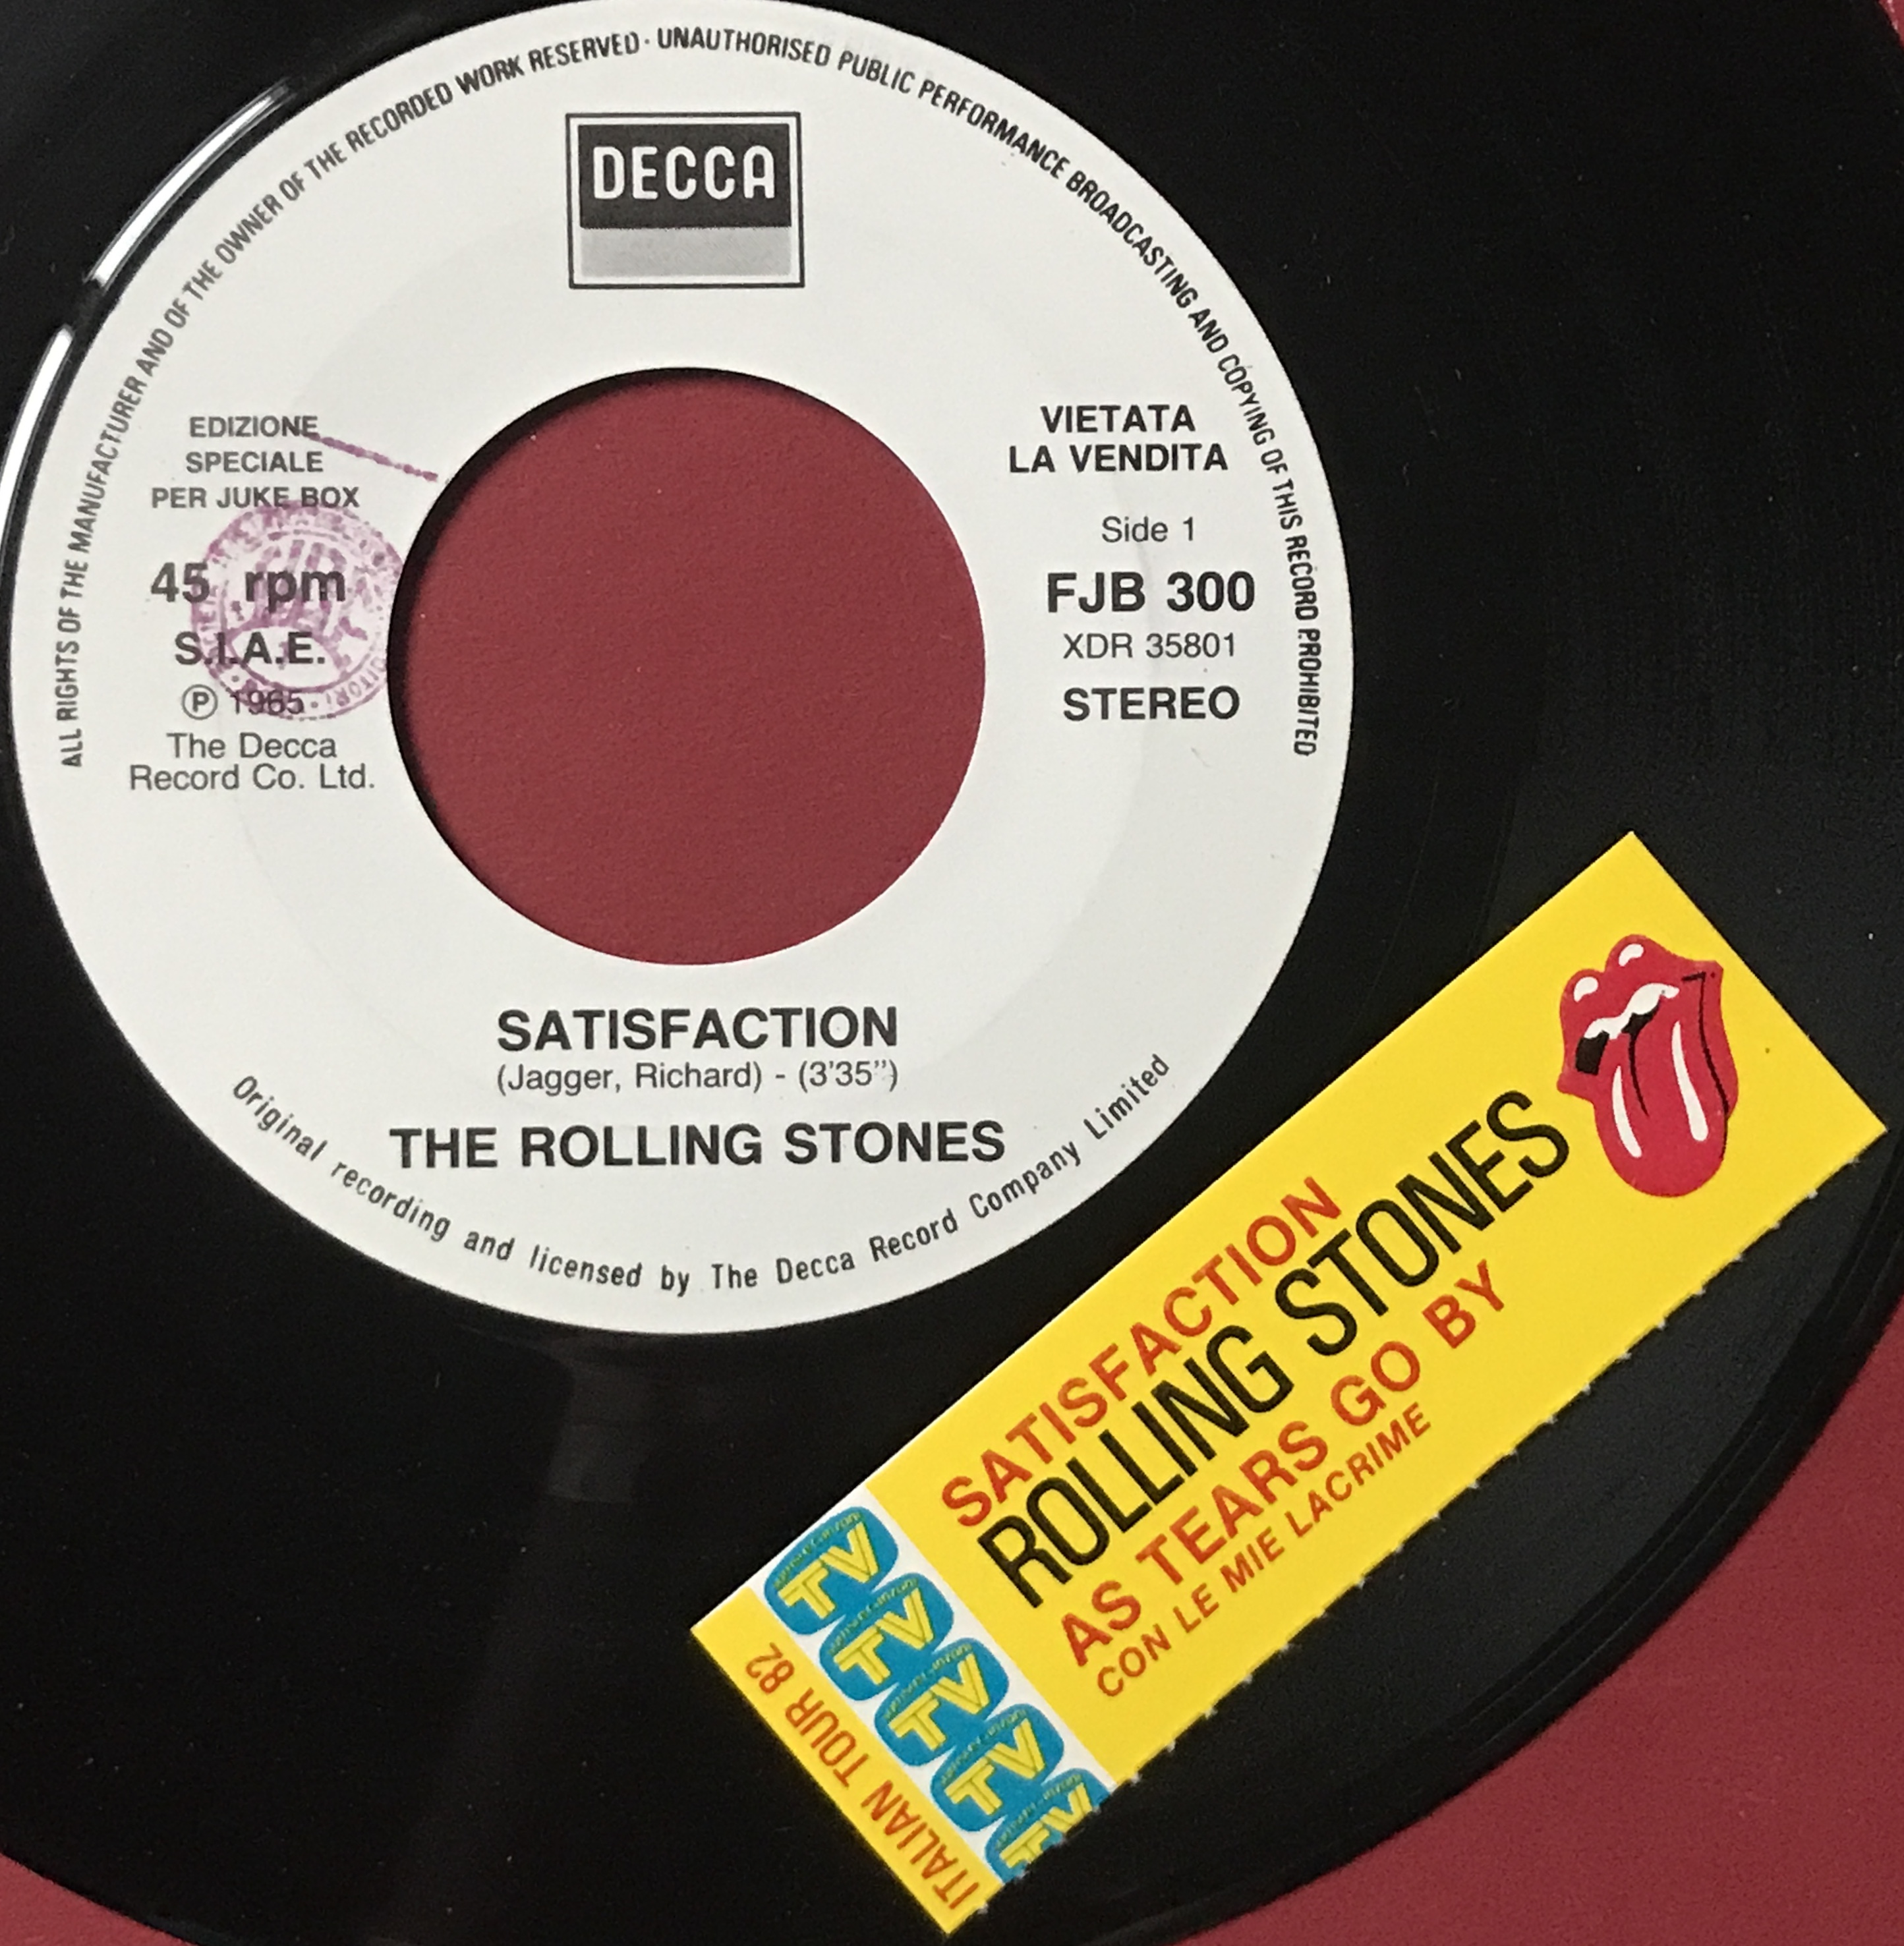 ALL RIGHTS OF THE MANUFACTURER AND OF THE OWNER OF THE RECORDED WORK RESERVED · UNAUTHORISED PUBLIC PERFORMANCE BROADCASTING AND COPYING OF THIS RECORD PROHIBITED
DECCA
EDIZIONE
SPECIALE
PER JUKE BOX
45 rpm
S.I.A.E.
Ⓟ 1965
The Decca
Record Co. Ltd.
VIETATA
LA VENDITA
Side 1
FJB 300
XDR 35801
STEREO
SATISFACTION
(Jagger, Richard) - (3'35")
THE ROLLING STONES
Original recording and licensed by The Decca Record Company Limited
SATISFACTION
ROLLING STONES
AS TEARS GO BY
CON LE MIE LACRIME
TV
TV
TV
TV
TV
ITALIAN TOUR 82